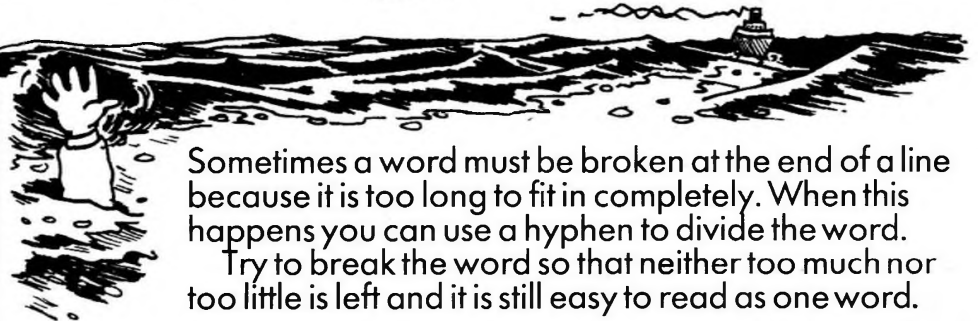 Sometimes a word must be broken at the end of a line
because it is too long to fit in completely. When this
happens you can use a hyphen to divide the word.
Try to break the word so that neither too much nor
too little is left and it is still easy to read as one word.